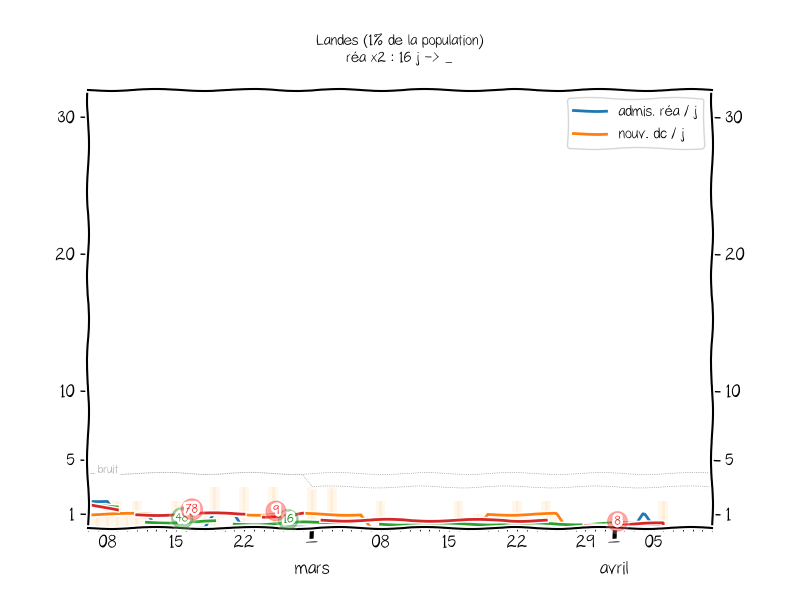 Landes (1% de la population)
réa x2 : 16 j -> _
30 30
admis. réa / j
nouv. dc / j
20 20
10 10
5 5
bruit
1 1
78 9 16 8
08 15 22 _ 08 15 22 29 _ 05
mars avril